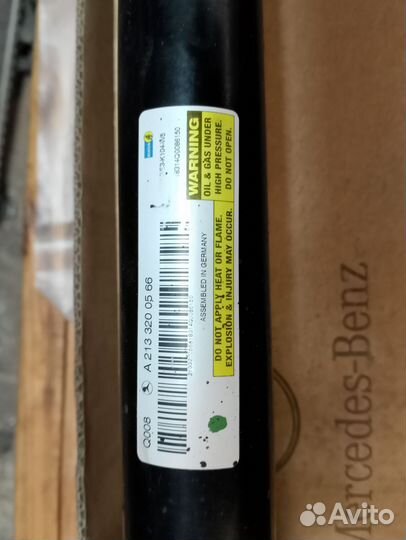 WARNING
OIL & GAS UNDER
HIGH PRESSURE.
DO NOT OPEN.
DO NOT APPLY HEAT OR FLAME.
EXPLOSION & INJURY MAY OCCUR.
ASSEMBLED IN GERMANY
Q008 A 213 320 05 66
Mercedes-Benz
Avito